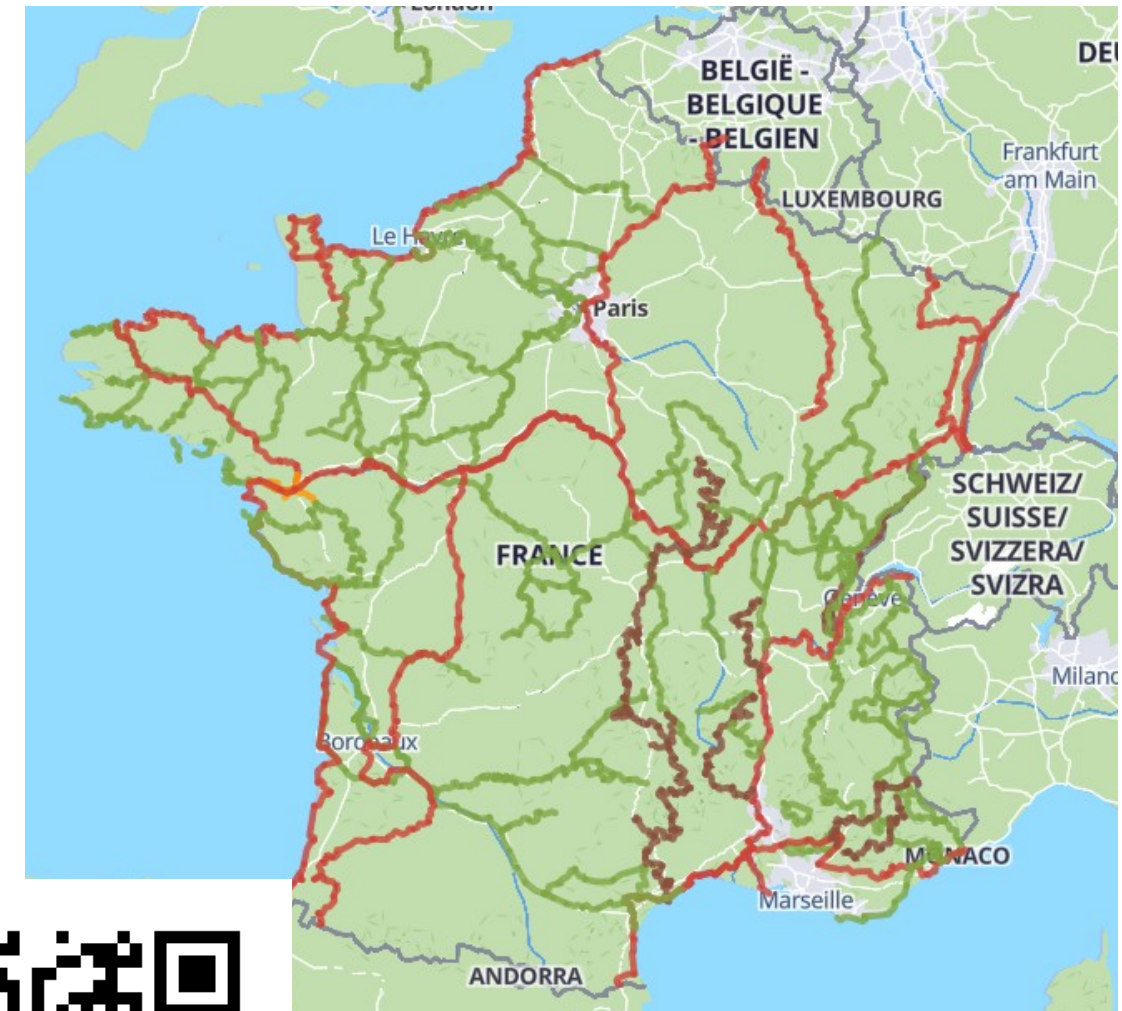 London
DEU
BELGIË -
BELGIQUE
- BELGIEN
Frankfurt
am Main
LUXEMBOURG
Le Havre
Paris
SCHWEIZ/
SUISSE/
SVIZZERA/
SVIZRA
FRANCE
Genève
Milano
Bordeaux
MONACO
Marseille
ANDORRA